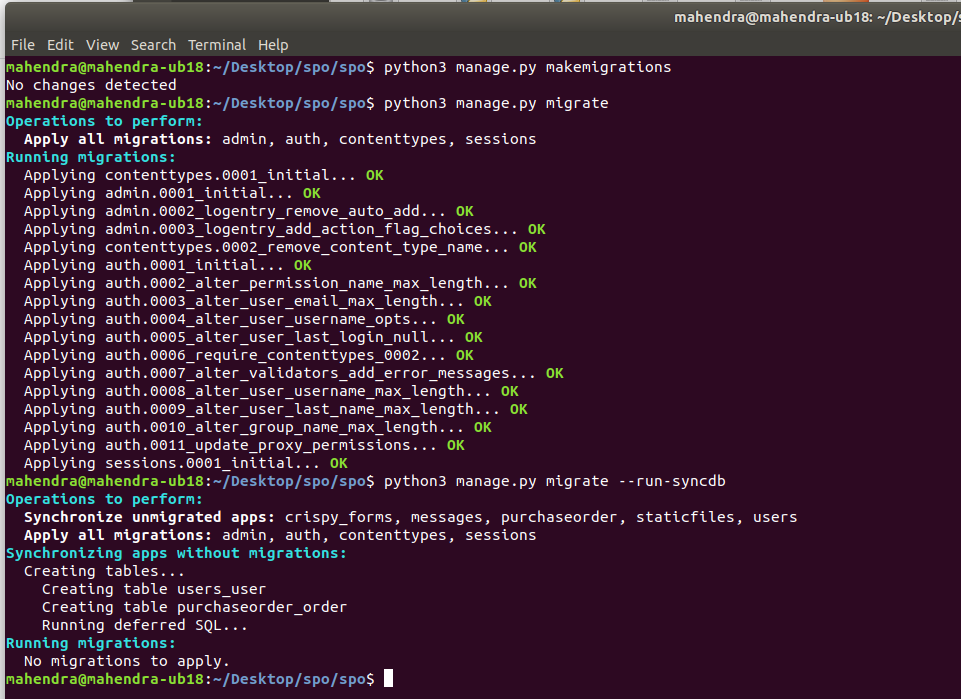 mahendra@mahendra-ub18: ~/Desktop/s
File Edit View Search Terminal Help
mahendra@mahendra-ub18:~/Desktop/spo/spo$ python3 manage.py makemigrations
No changes detected
mahendra@mahendra-ub18:~/Desktop/spo/spo$ python3 manage.py migrate
Operations to perform:
  Apply all migrations: admin, auth, contenttypes, sessions
Running migrations:
  Applying contenttypes.0001_initial... OK
  Applying admin.0001_initial... OK
  Applying admin.0002_logentry_remove_auto_add... OK
  Applying admin.0003_logentry_add_action_flag_choices... OK
  Applying contenttypes.0002_remove_content_type_name... OK
  Applying auth.0001_initial... OK
  Applying auth.0002_alter_permission_name_max_length... OK
  Applying auth.0003_alter_user_email_max_length... OK
  Applying auth.0004_alter_user_username_opts... OK
  Applying auth.0005_alter_user_last_login_null... OK
  Applying auth.0006_require_contenttypes_0002... OK
  Applying auth.0007_alter_validators_add_error_messages... OK
  Applying auth.0008_alter_user_username_max_length... OK
  Applying auth.0009_alter_user_last_name_max_length... OK
  Applying auth.0010_alter_group_name_max_length... OK
  Applying auth.0011_update_proxy_permissions... OK
  Applying sessions.0001_initial... OK
mahendra@mahendra-ub18:~/Desktop/spo/spo$ python3 manage.py migrate --run-syncdb
Operations to perform:
  Synchronize unmigrated apps: crispy_forms, messages, purchaseorder, staticfiles, users
  Apply all migrations: admin, auth, contenttypes, sessions
Synchronizing apps without migrations:
  Creating tables...
    Creating table users_user
    Creating table purchaseorder_order
    Running deferred SQL...
Running migrations:
  No migrations to apply.
mahendra@mahendra-ub18:~/Desktop/spo/spo$